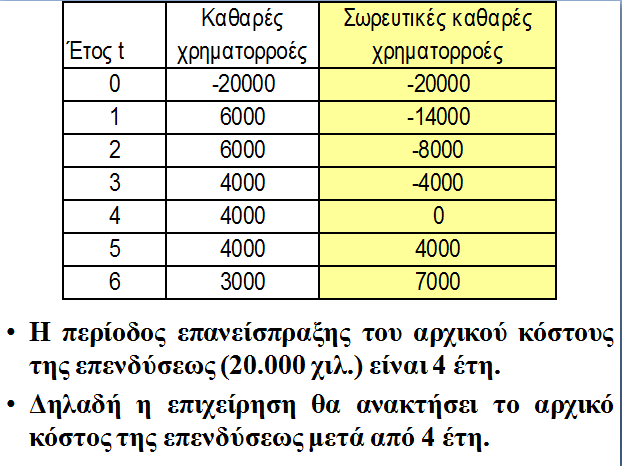 Έτος t Καθαρές χρηματορροές Σωρευτικές καθαρές χρηματορροές
0 -20000 -20000
1 6000 -14000
2 6000 -8000
3 4000 -4000
4 4000 0
5 4000 4000
6 3000 7000
• Η περίοδος επανείσπραξης του αρχικού κόστους
της επενδύσεως (20.000 χιλ.) είναι 4 έτη.
• Δηλαδή η επιχείρηση θα ανακτήσει το αρχικό
κόστος της επενδύσεως μετά από 4 έτη.